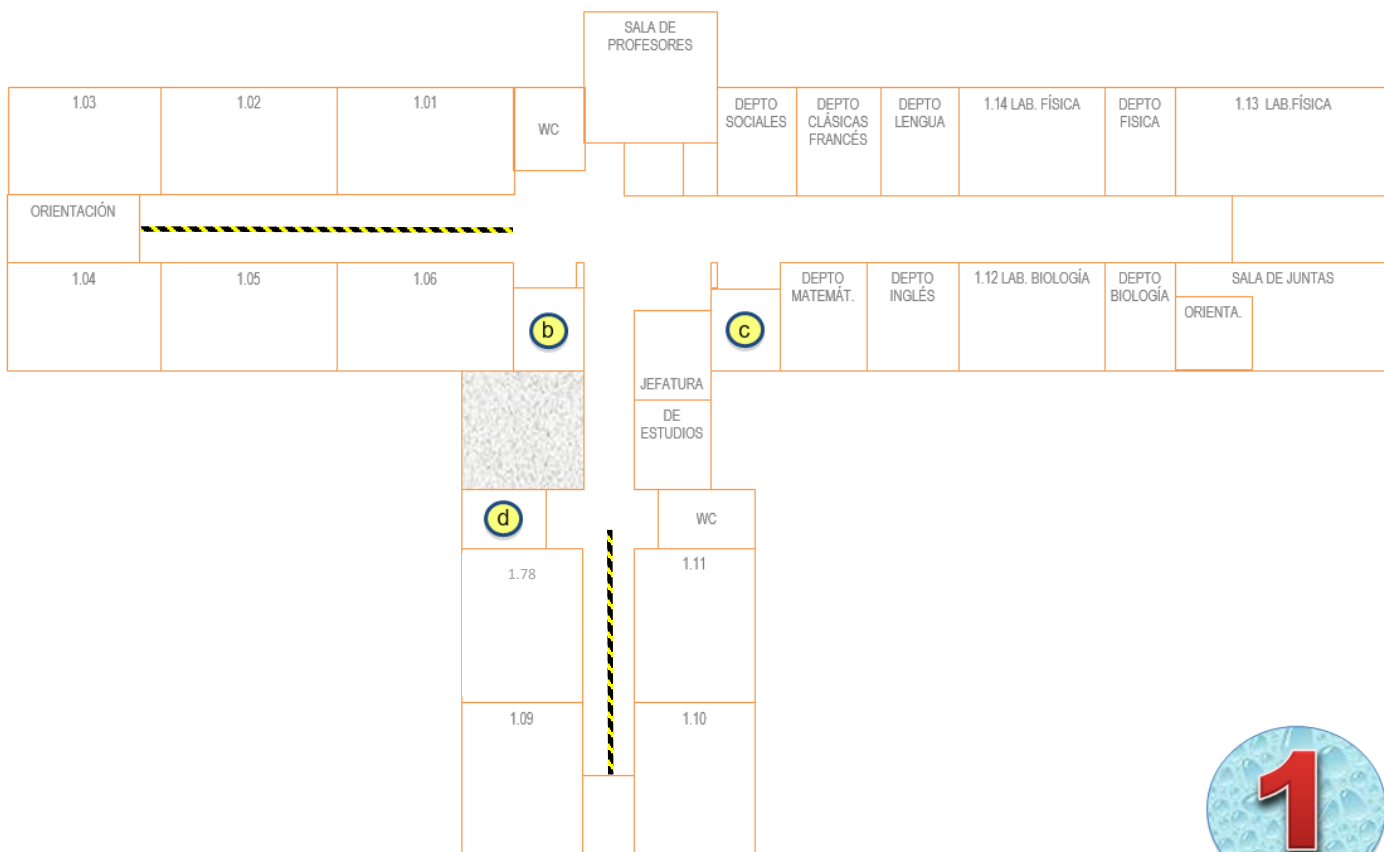 SALA DE
PROFESORES
1.03
1.02
1.01
WC
DEPTO
SOCIALES
DEPTO
CLÁSICAS
FRANCÉS
DEPTO
LENGUA
1.14 LAB. FÍSICA
DEPTO
FISICA
1.13 LAB.FÍSICA
ORIENTACIÓN
1.04
1.05
1.06
b
c
DEPTO
MATEMÁT.
DEPTO
INGLÉS
1.12 LAB. BIOLOGÍA
DEPTO
BIOLOGÍA
SALA DE JUNTAS
ORIENTA.
JEFATURA
DE
ESTUDIOS
d
WC
1.78
1.11
1.09
1.10
1